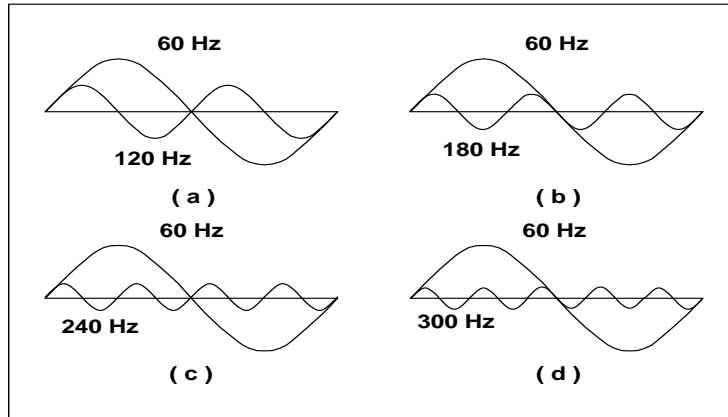 60 Hz
60 Hz
120 Hz
180 Hz
( a )
( b )
60 Hz
60 Hz
240 Hz
300 Hz
( c )
( d )